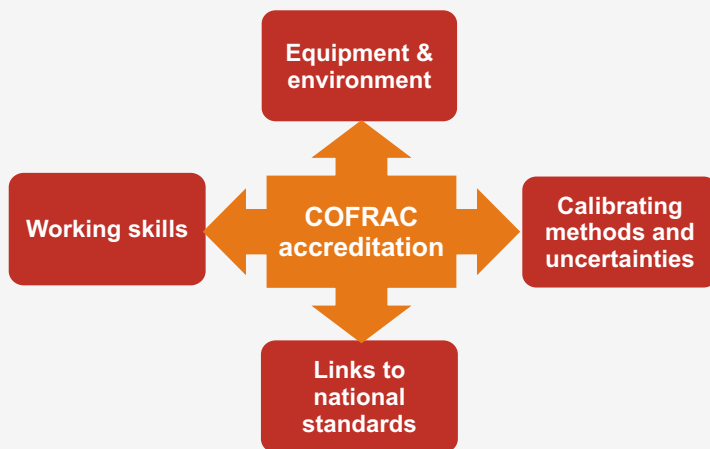 Equipment &
environment
Working skills
COFRAC
accreditation
Calibrating
methods and
uncertainties
Links to
national
standards